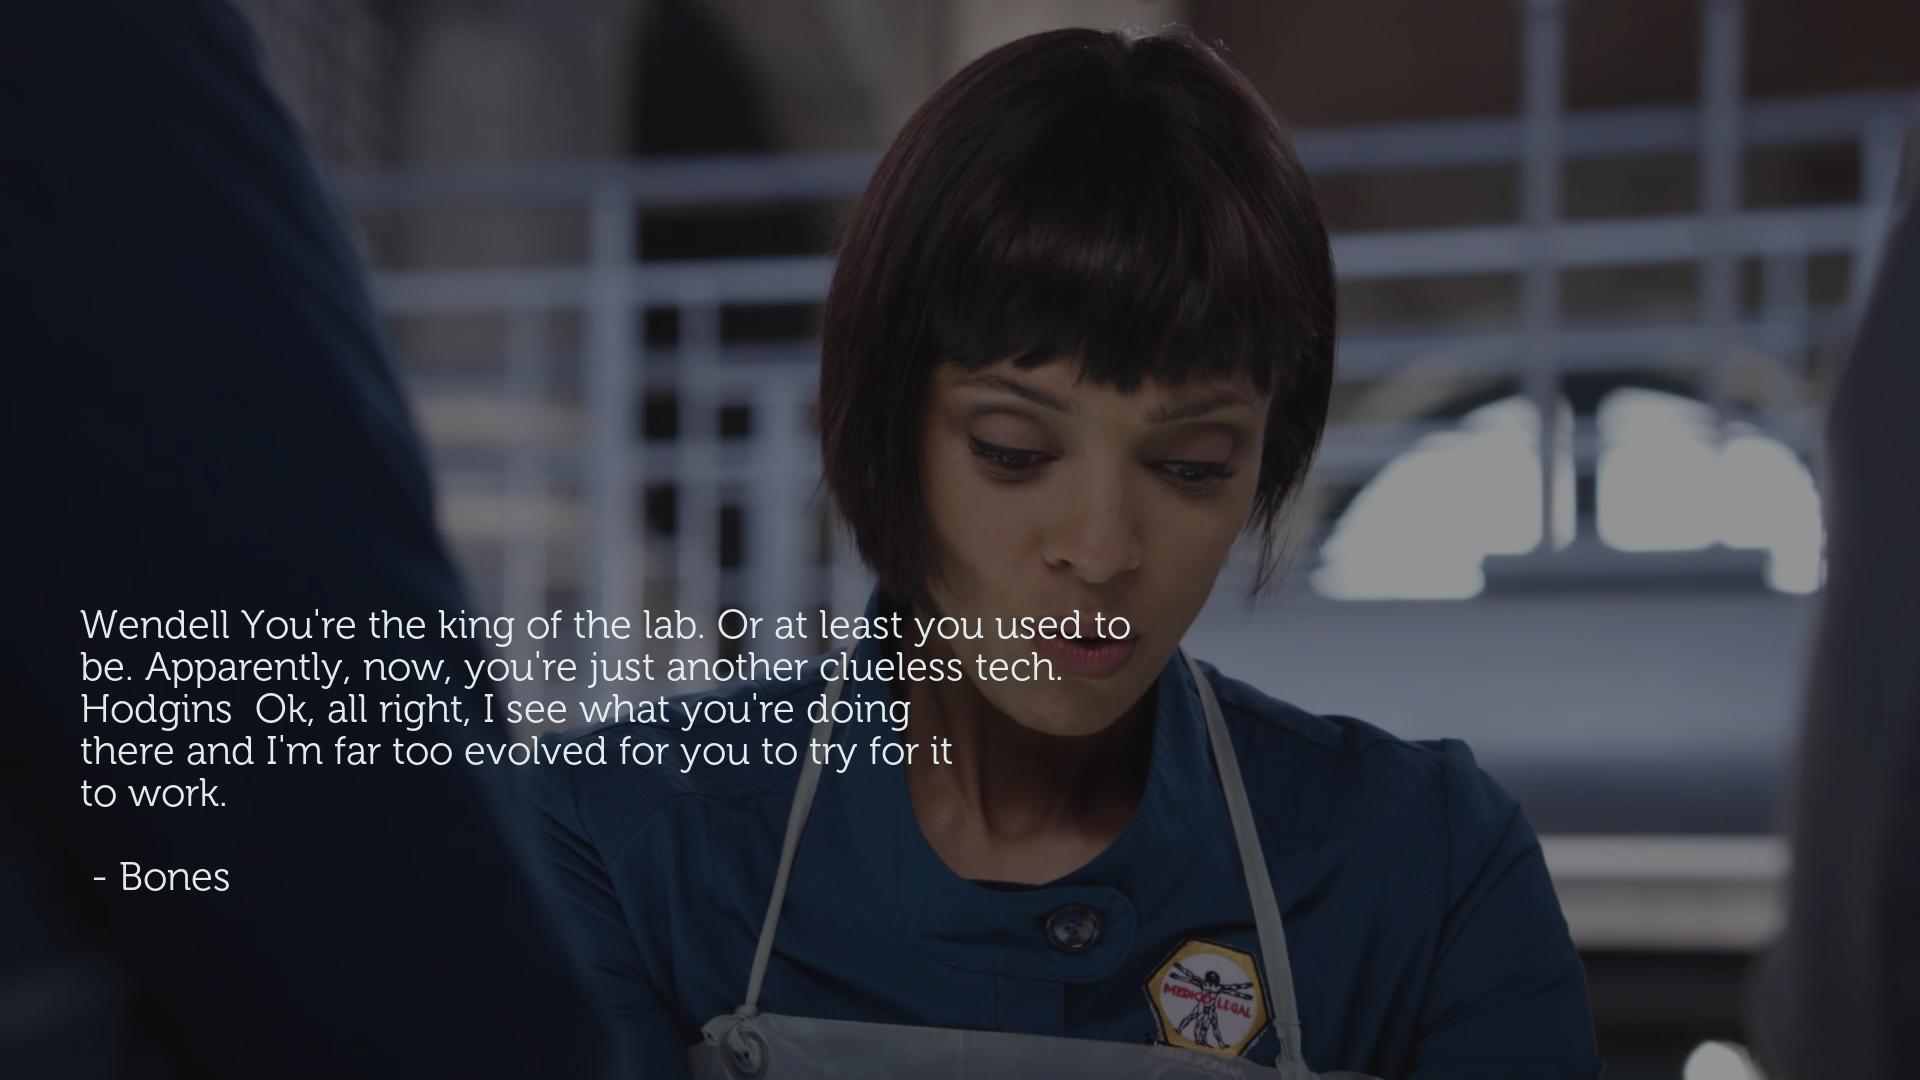 Wendell You're the king of the lab. Or at least you used to
be. Apparently, now, you're just another clueless tech.
Hodgins  Ok, all right, I see what you're doing
there and I'm far too evolved for you to try for it
to work.
- Bones
MEDICO LEGAL